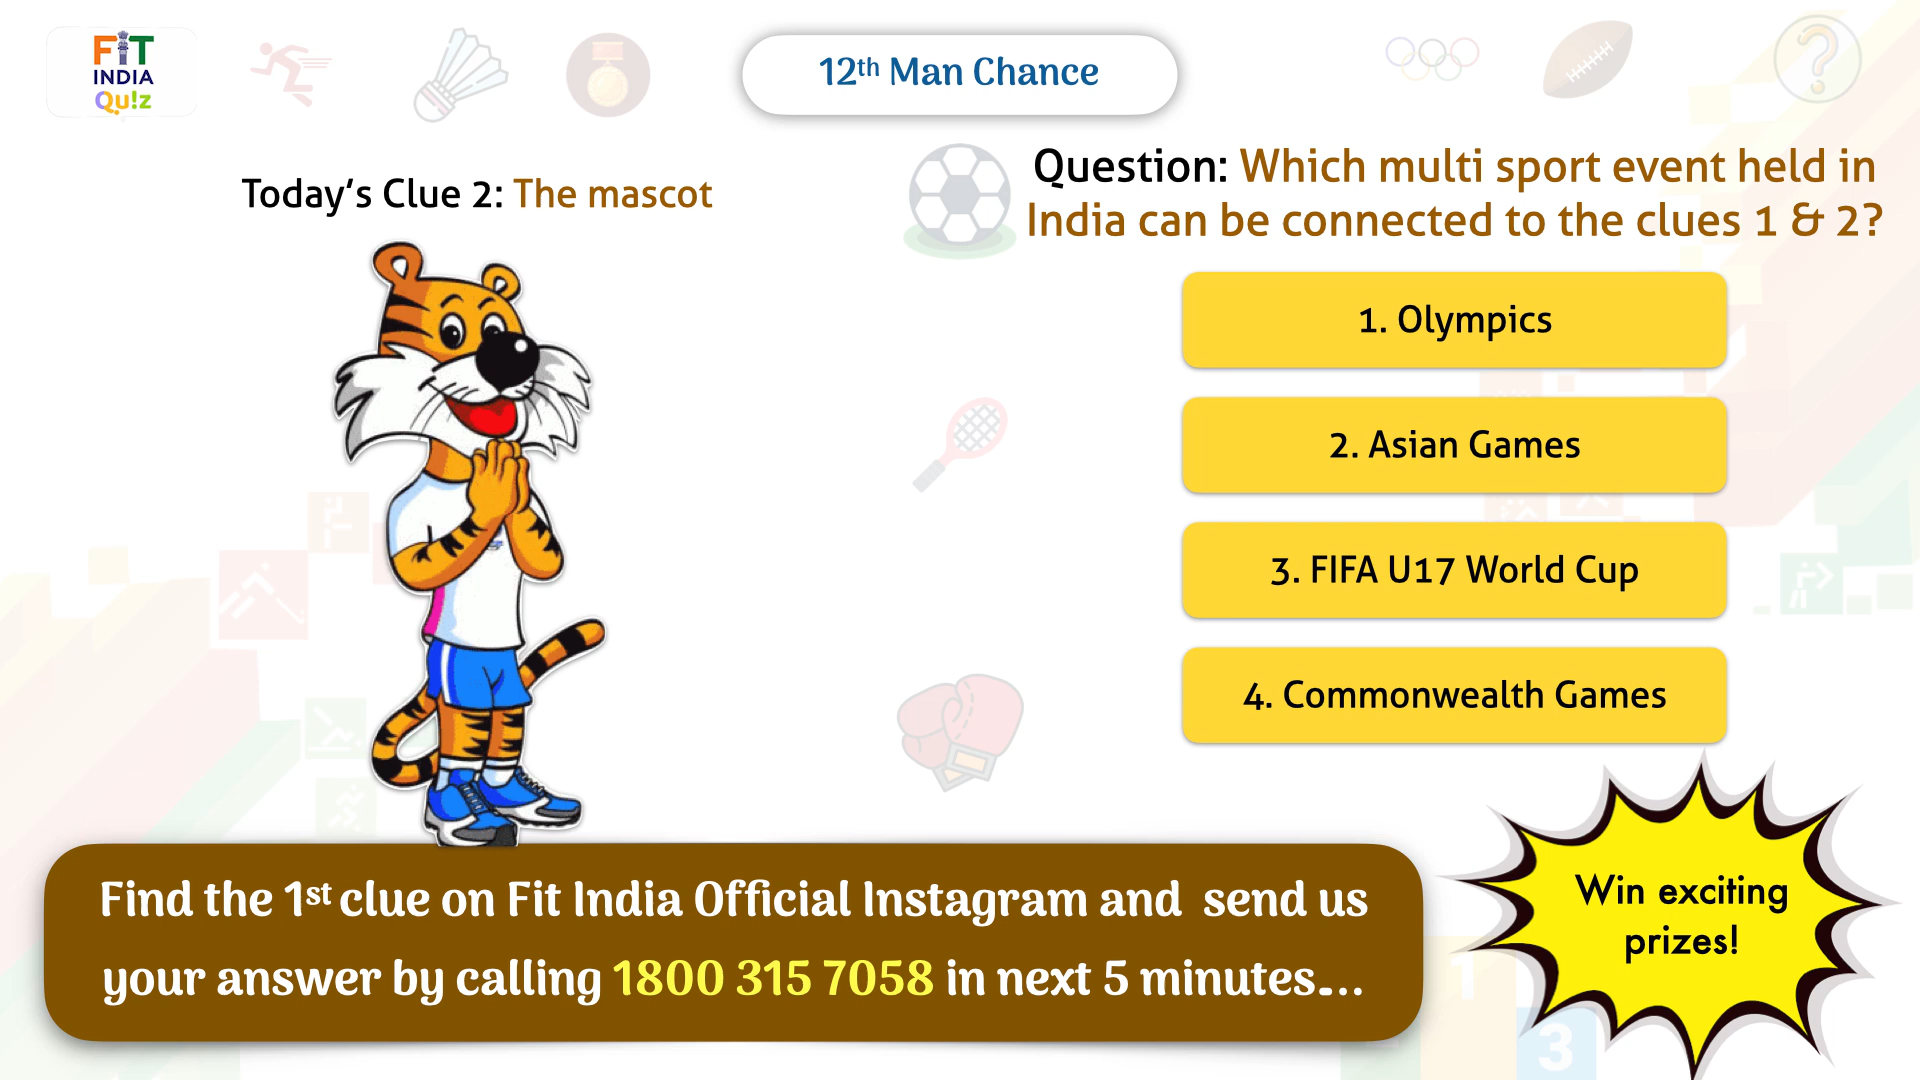 FiT
INDIA
Qu!z
12th Man Chance
Today's Clue 2: The mascot
Question: Which multi sport event held in
India can be connected to the clues 1 & 2?
1. Olympics
2. Asian Games
3. FIFA U17 World Cup
4. Commonwealth Games
Find the 1st clue on Fit India Official Instagram and send us
your answer by calling 1800 315 7058 in next 5 minutes....
Win exciting
prizes!
1
3